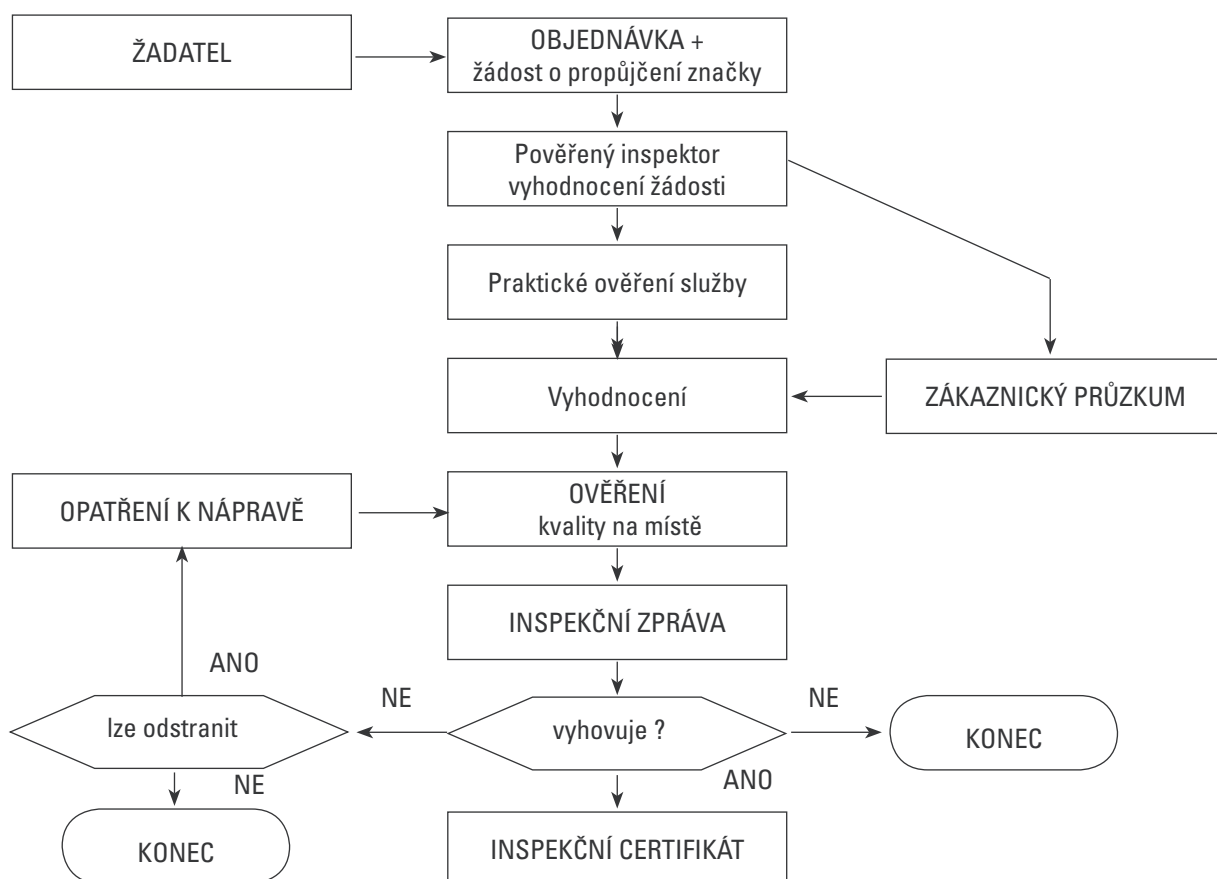 ŽADATEL
OBJEDNÁVKA +
žádost o propůjčení značky
Pověřený inspektor
vyhodnocení žádosti
Praktické ověření služby
Vyhodnocení
ZÁKAZNICKÝ PRŮZKUM
OPATŘENÍ K NÁPRAVĚ
OVĚŘENÍ
kvality na místě
INSPEKČNÍ ZPRÁVA
ANO
NE
NE
lze odstranit
vyhovuje ?
KONEC
NE
ANO
KONEC
INSPEKČNÍ CERTIFIKÁT